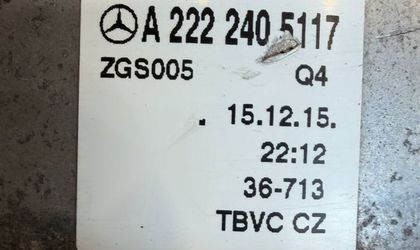 A 222 240 5117
ZGS005 Q4
. 15.12.15.
22:12
36-713
TBVC CZ